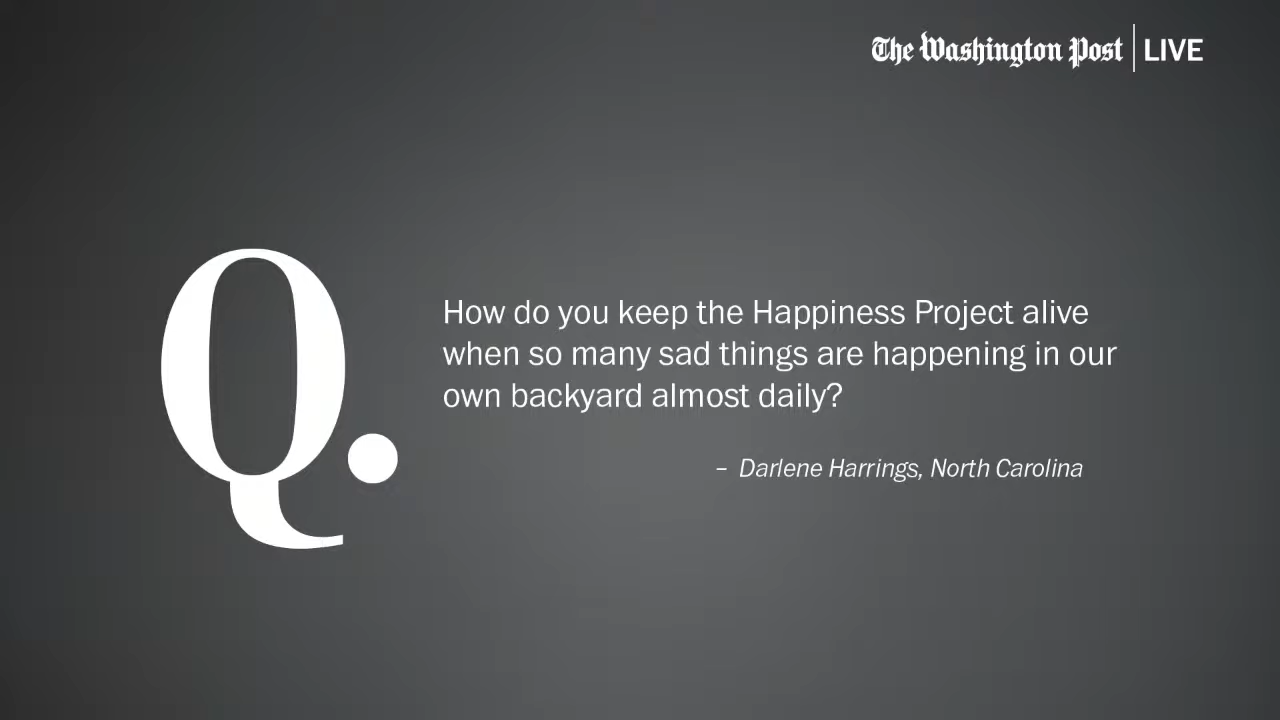 The Washington Post | LIVE
Q.
How do you keep the Happiness Project alive
when so many sad things are happening in our
own backyard almost daily?
– Darlene Harrings, North Carolina